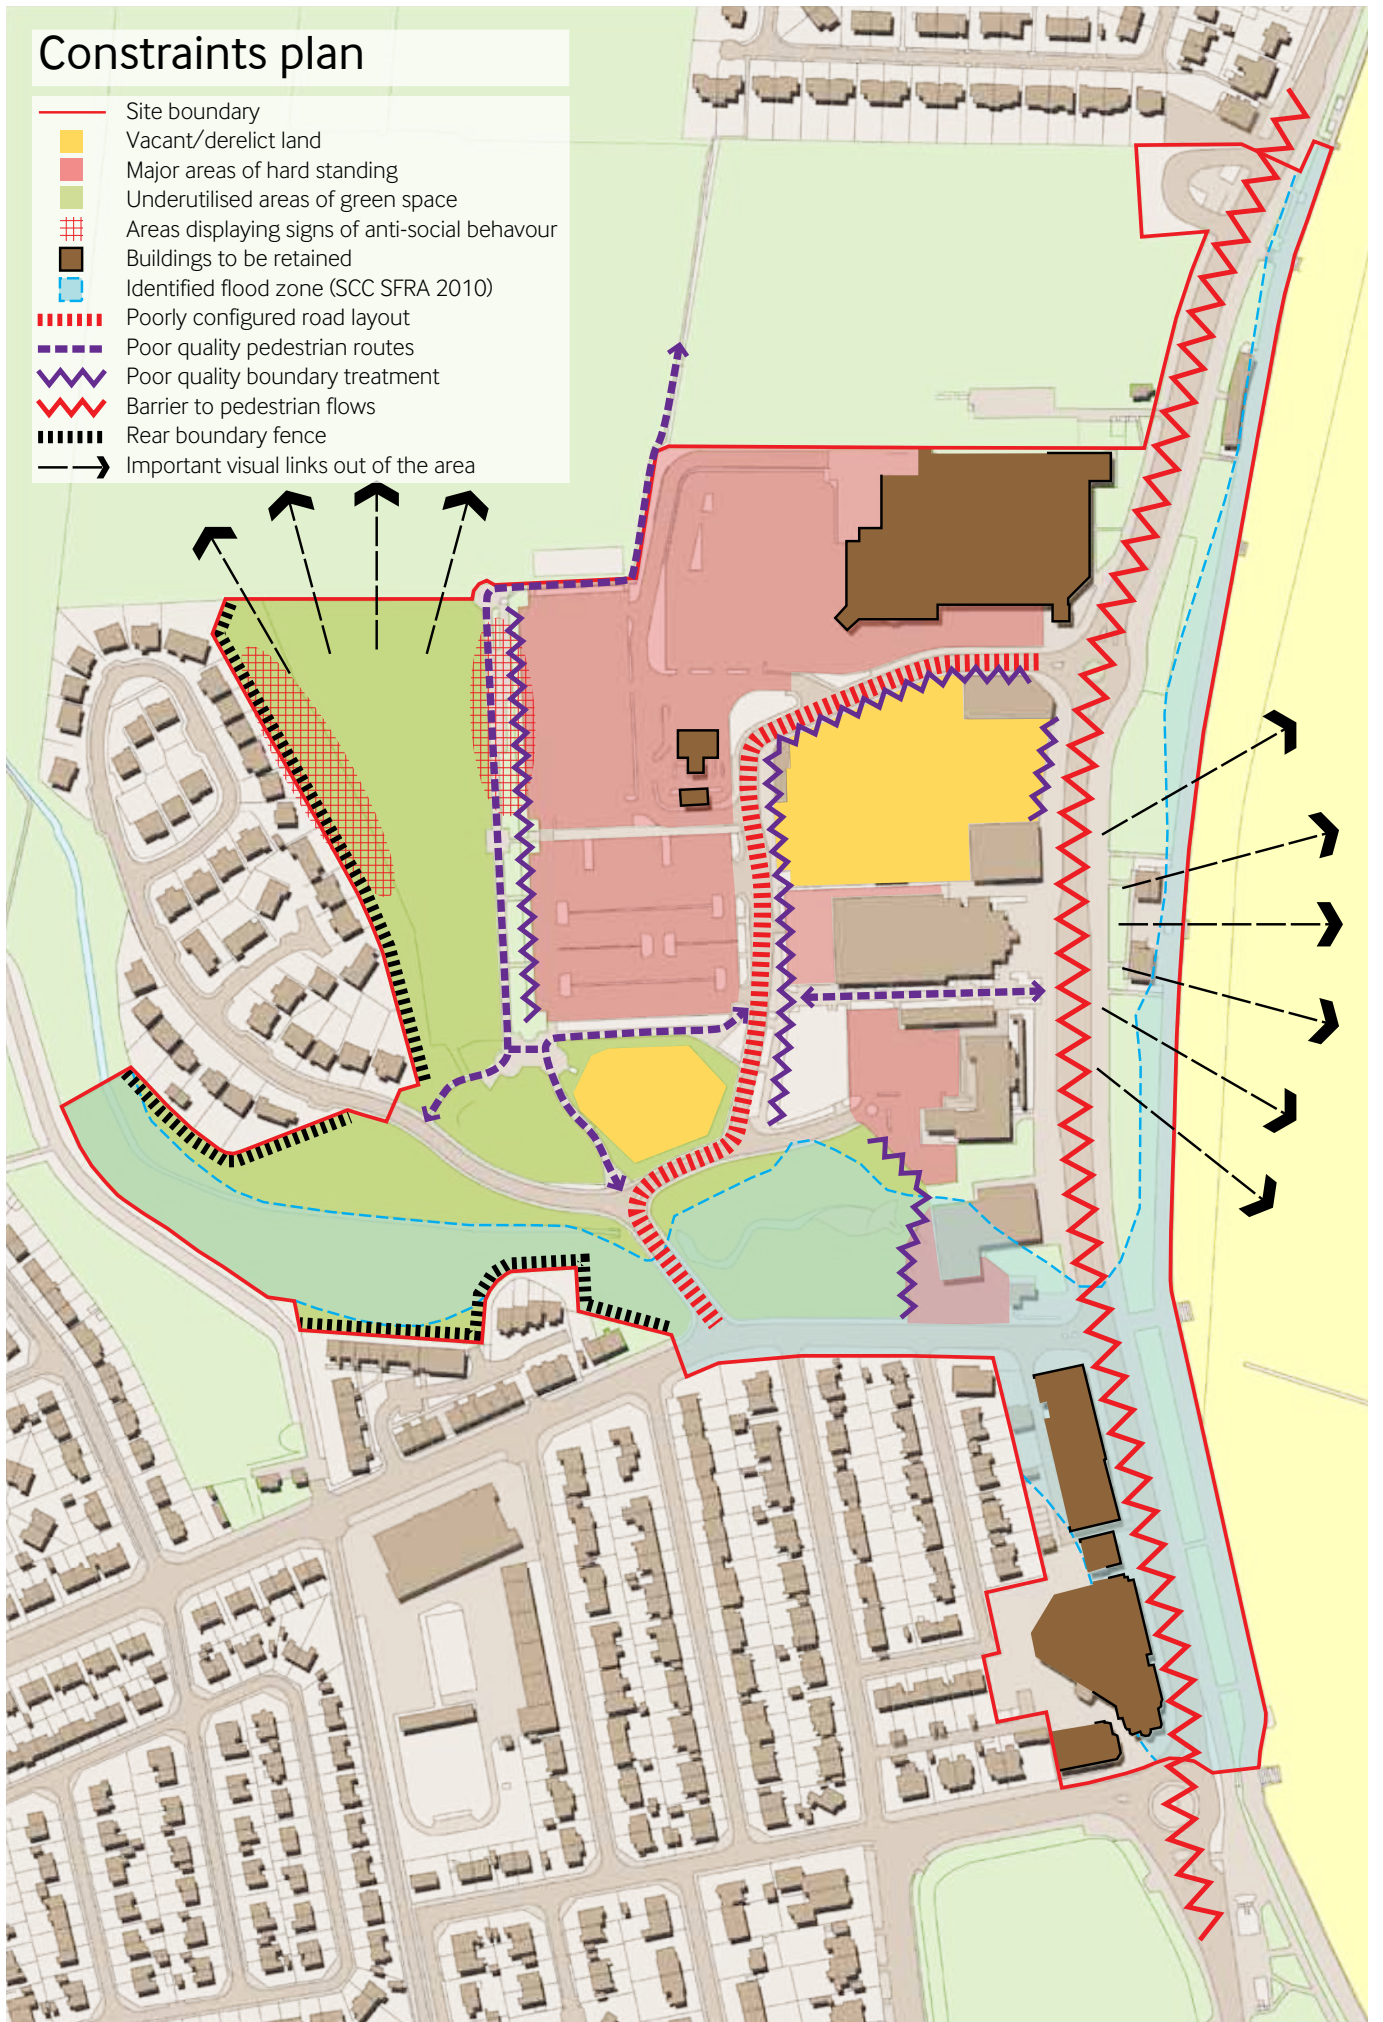 Constraints plan
Site boundary
Vacant/derelict land
Major areas of hard standing
Underutilised areas of green space
Areas displaying signs of anti-social behavour
Buildings to be retained
Identified flood zone (SCC SFRA 2010)
Poorly configured road layout
Poor quality pedestrian routes
Poor quality boundary treatment
Barrier to pedestrian flows
Rear boundary fence
Important visual links out of the area